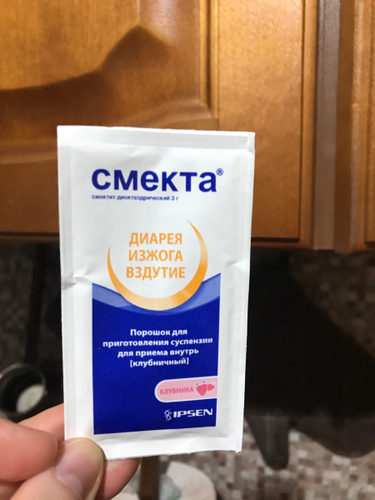 СМЕКТА®
смектит диоктаэдрический 3 г
ДИАРЕЯ
ИЗЖОГА
ВЗДУТИЕ
Порошок для
приготовления суспензии
для приема внутрь
[клубничный]
КЛУБНИКА
IPSEN